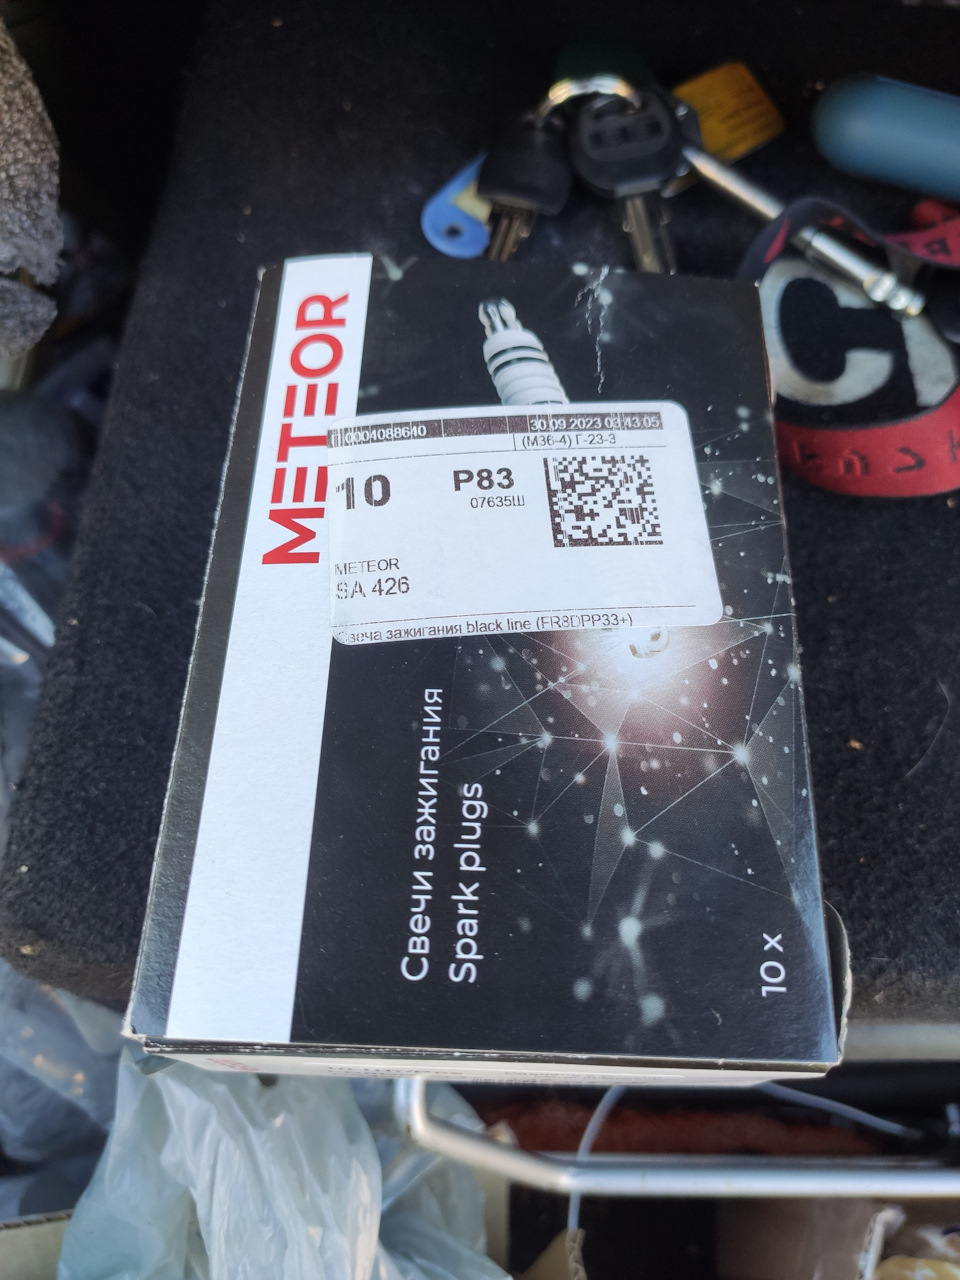 METEOR
0004088640
30.09.2023 03:43:05
(М36-4) Г-23-3
10
P83
07635Ш
METEOR
SA 426
Свеча зажигания black line (FR8DPP33+)
Свечи зажигания
Spark plugs
10 x